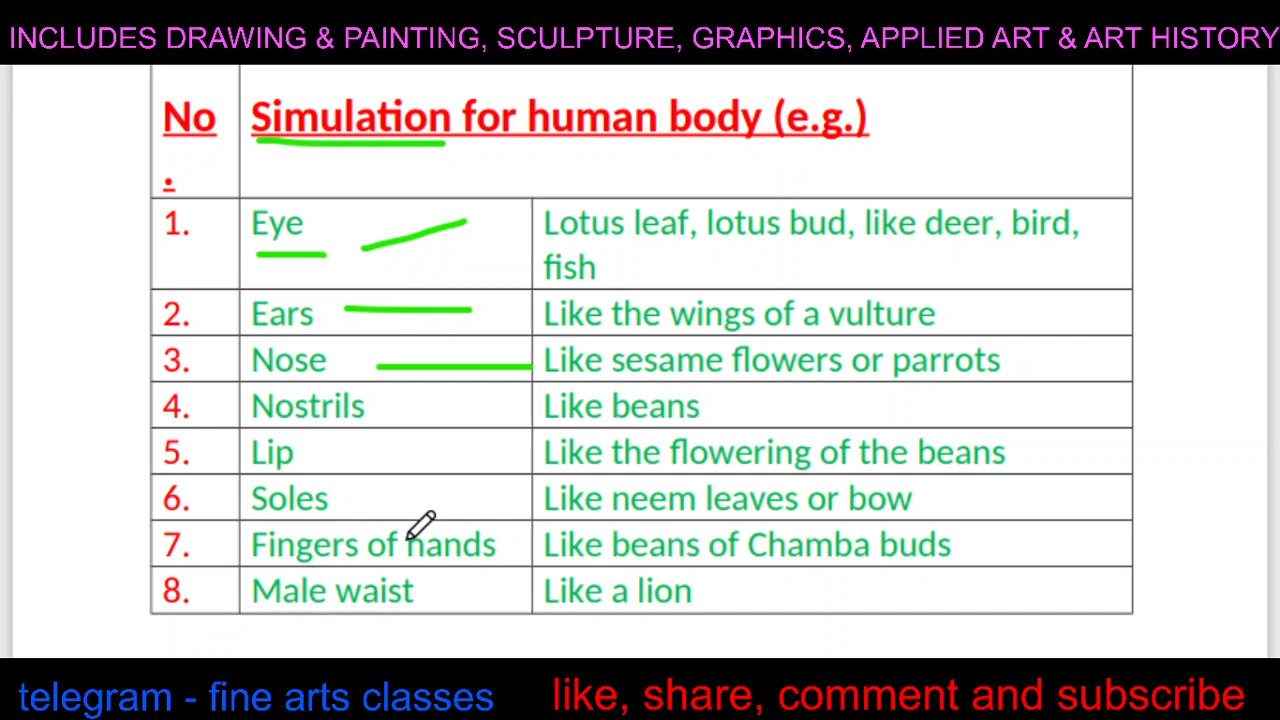 INCLUDES DRAWING & PAINTING, SCULPTURE, GRAPHICS, APPLIED ART & ART HISTORY
No Simulation for human body (e.g.)
.
1. Eye Lotus leaf, lotus bud, like deer, bird,
fish
2. Ears Like the wings of a vulture
3. Nose Like sesame flowers or parrots
4. Nostrils Like beans
5. Lip Like the flowering of the beans
6. Soles Like neem leaves or bow
7. Fingers of hands Like beans of Chamba buds
8. Male waist Like a lion
telegram - fine arts classes like, share, comment and subscribe